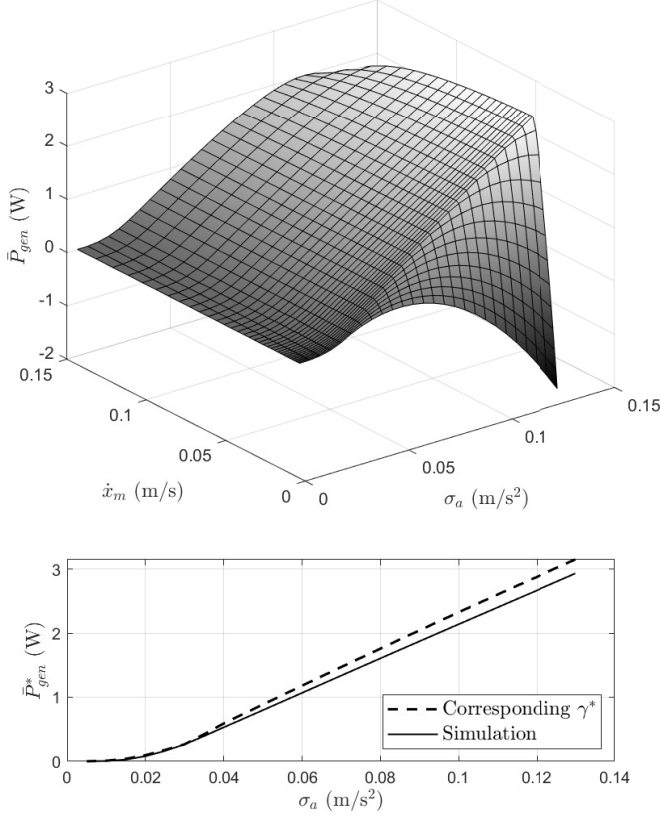 3
2
1
0
-1
-2
P̄gen (W)
0.15
0.1
0.05
0
ẋm (m/s)
0
0.05
0.1
0.15
σa (m/s²)
3
2
1
0
P̄*gen (W)
Corresponding γ*
Simulation
0 0.02 0.04 0.06 0.08 0.1 0.12 0.14
σa (m/s²)